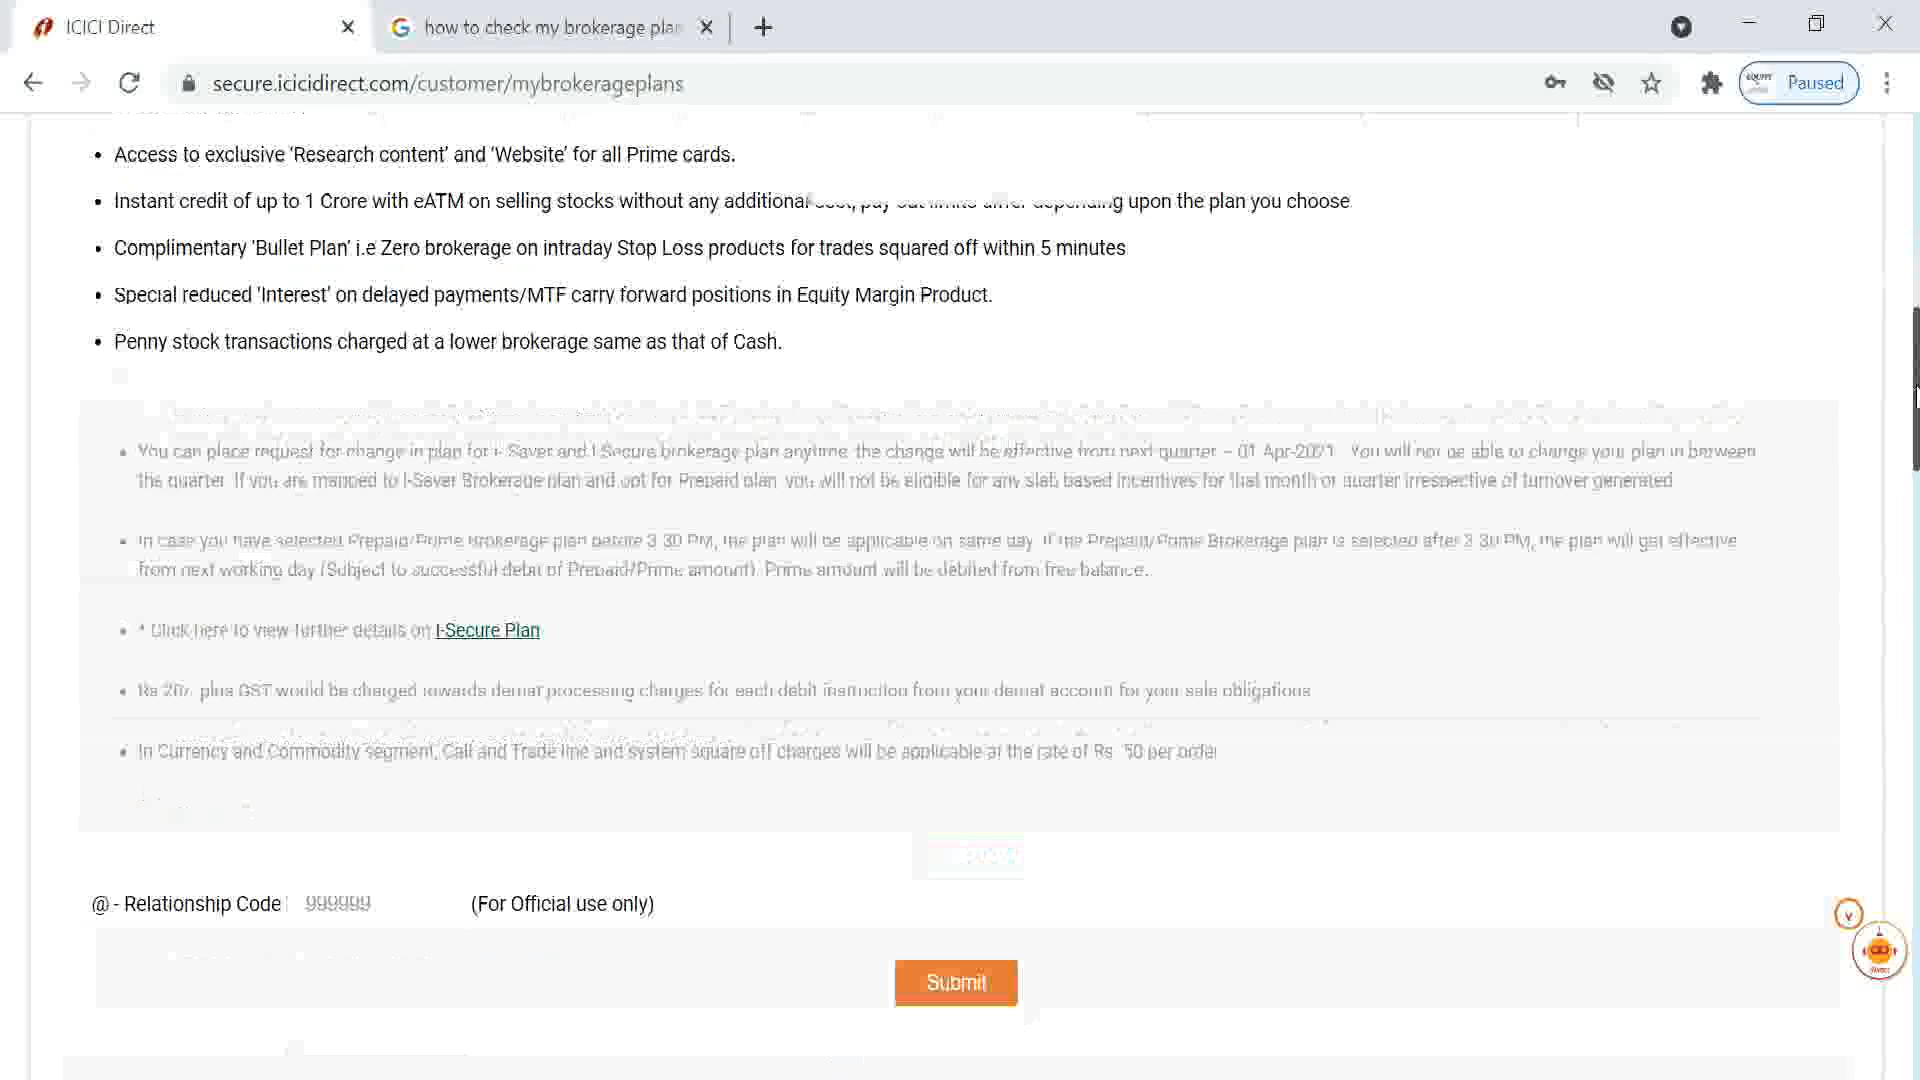 ICICI Direct
how to check my brokerage plan
secure.icicidirect.com/customer/mybrokerageplans
Paused
• Access to exclusive ‘Research content’ and ‘Website’ for all Prime cards.
• Instant credit of up to 1 Crore with eATM on selling stocks without any additional cost, pay out limits differ depending upon the plan you choose
• Complimentary ‘Bullet Plan’ i.e Zero brokerage on intraday Stop Loss products for trades squared off within 5 minutes
• Special reduced ‘Interest’ on delayed payments/MTF carry forward positions in Equity Margin Product.
• Penny stock transactions charged at a lower brokerage same as that of Cash.
• You can place request for change in plan for I- Saver and I Secure brokerage plan anytime, the change will be effective from next quarter – 01 Apr-2021. You will not be able to change your plan in between
the quarter. If you are mapped to I-Saver Brokerage plan and opt for Prepaid plan, you will not be eligible for any slab based incentives for that month or quarter irrespective of turnover generated
• In case you have selected Prepaid/Prime Brokerage plan before 3.30 PM, the plan will be applicable on same day. If the Prepaid/Prime Brokerage plan is selected after 3.30 PM, the plan will get effective
from next working day (Subject to successful debit of Prepaid/Prime amount). Prime amount will be debited from free balance.
• * Click here to view further details on I-Secure Plan
• Rs 20/- plus GST would be charged towards demat processing charges for each debit instruction from your demat account for your sale obligations
• In Currency and Commodity segment, Call and Trade line and system square off charges will be applicable at the rate of Rs. 50 per order
@ - Relationship Code 999999 (For Official use only)
Submit